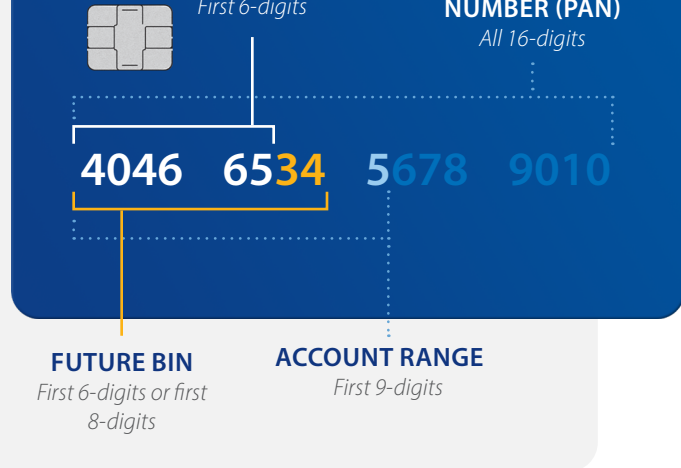 First 6-digits
NUMBER (PAN)
All 16-digits
4046 6534 5678 9010
FUTURE BIN
First 6-digits or first
8-digits
ACCOUNT RANGE
First 9-digits